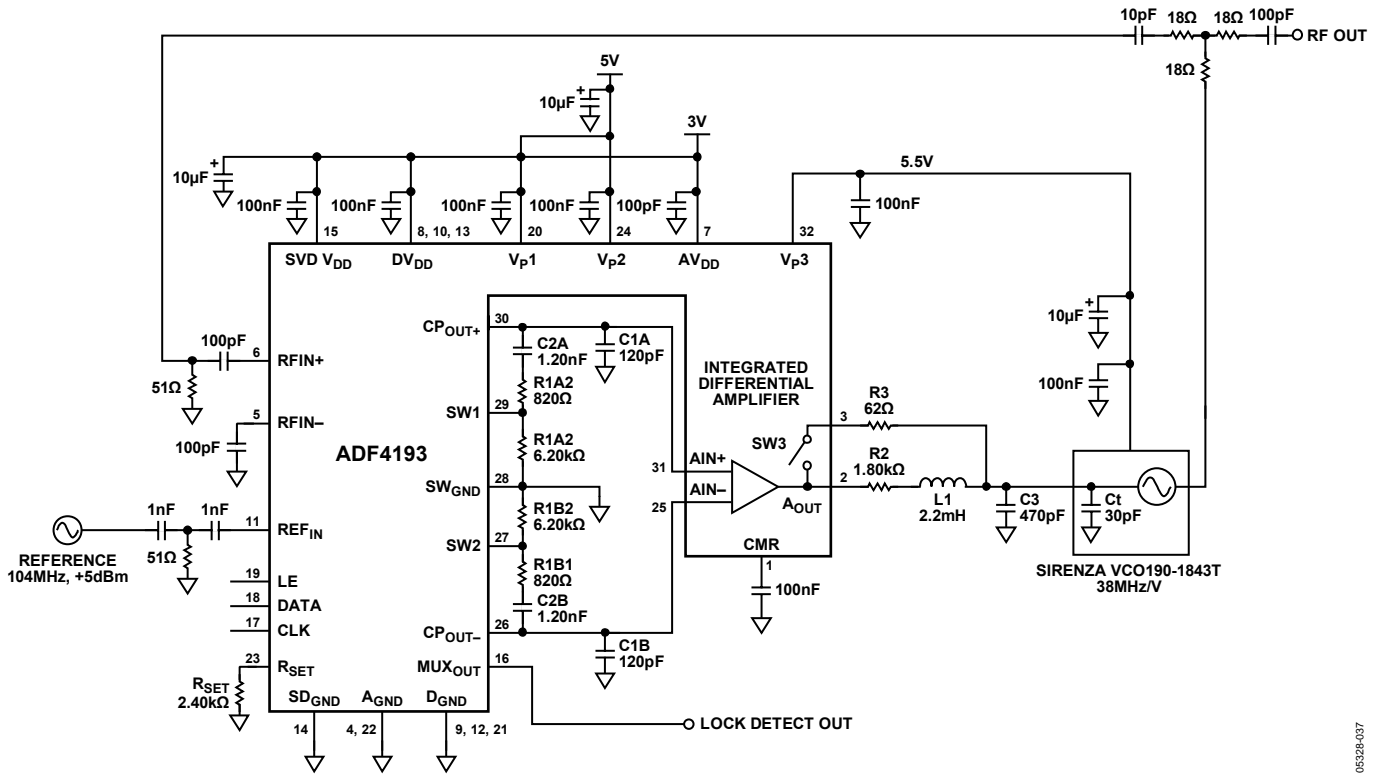 10pF
18Ω
18Ω
100pF
RF OUT
18Ω
5V
10µF
+
3V
10µF
+
5.5V
100nF
100nF
100nF
100nF
100pF
100nF
15
8, 10, 13
20
24
7
32
SVD VDD
DVDD
VP1
VP2
AVDD
VP3
10µF
+
100nF
100pF
6
RFIN+
51Ω
5
RFIN–
100pF
ADF4193
CPOUT+
30
C2A
1.20nF
C1A
120pF
R1A2
820Ω
SW1
29
R1A2
6.20kΩ
SWGND
28
R1B2
6.20kΩ
SW2
27
R1B1
820Ω
C2B
1.20nF
CPOUT–
26
C1B
120pF
MUXOUT
16
INTEGRATED
DIFFERENTIAL
AMPLIFIER
SW3
31
AIN+
25
AIN–
AOUT
CMR
1
100nF
3
R3
62Ω
2
R2
1.80kΩ
L1
2.2mH
C3
470pF
Ct
30pF
SIRENZA VCO190-1843T
38MHz/V
1nF
1nF
11
REFIN
51Ω
REFERENCE
104MHz, +5dBm
19
LE
18
DATA
17
CLK
23
RSET
RSET
2.40kΩ
SDGND
AGND
DGND
14
4, 22
9, 12, 21
LOCK DETECT OUT
05328-037